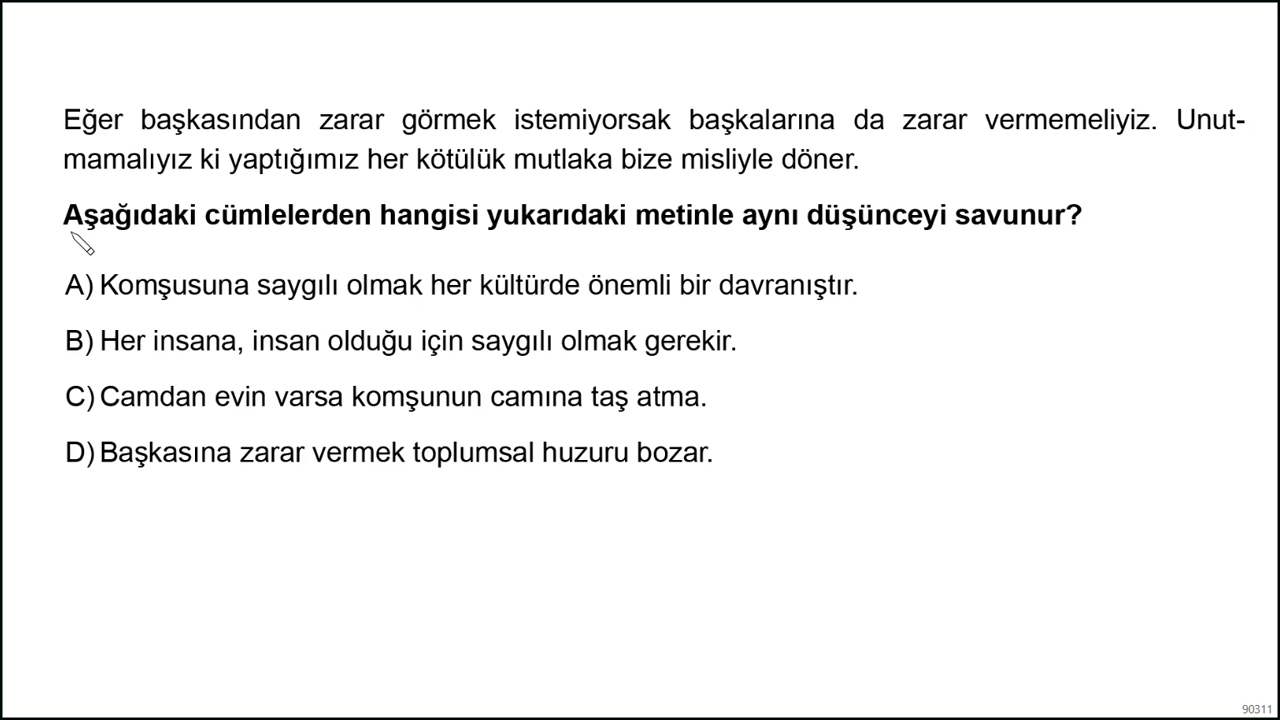 Eğer başkasından zarar görmek istemiyorsak başkalarına da zarar vermemeliyiz. Unut-
mamalıyız ki yaptığımız her kötülük mutlaka bize misliyle döner.
Aşağıdaki cümlelerden hangisi yukarıdaki metinle aynı düşünceyi savunur?
A) Komşusuna saygılı olmak her kültürde önemli bir davranıştır.
B) Her insana, insan olduğu için saygılı olmak gerekir.
C) Camdan evin varsa komşunun camına taş atma.
D) Başkasına zarar vermek toplumsal huzuru bozar.
90311